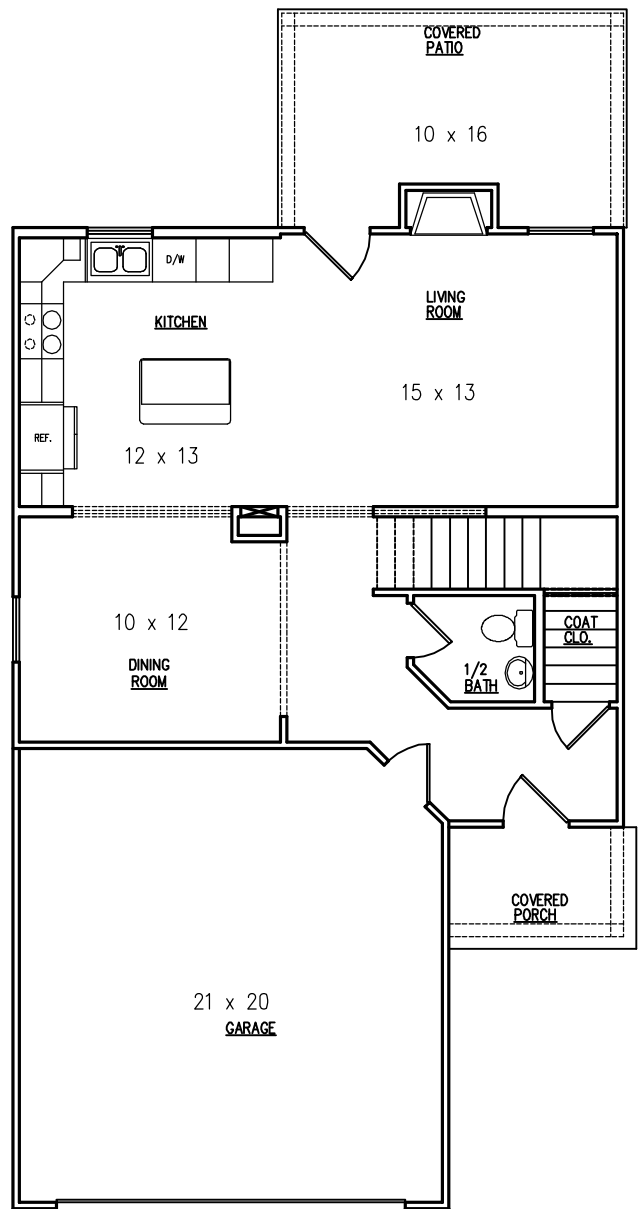 COVERED
PATIO
10 x 16
D/W
KITCHEN
LIVING
ROOM
15 x 13
REF.
12 x 13
10 x 12
DINING
ROOM
COAT
CLO.
1/2
BATH
COVERED
PORCH
21 x 20
GARAGE